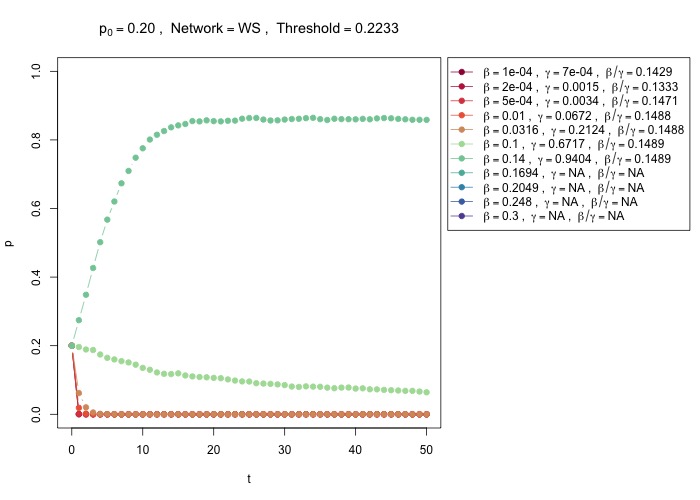 p0 = 0.20 , Network = WS , Threshold = 0.2233
β = 1e-04 , γ = 7e-04 , β/γ = 0.1429
β = 2e-04 , γ = 0.0015 , β/γ = 0.1333
β = 5e-04 , γ = 0.0034 , β/γ = 0.1471
β = 0.01 , γ = 0.0672 , β/γ = 0.1488
β = 0.0316 , γ = 0.2124 , β/γ = 0.1488
β = 0.1 , γ = 0.6717 , β/γ = 0.1489
β = 0.14 , γ = 0.9404 , β/γ = 0.1489
β = 0.1694 , γ = NA , β/γ = NA
β = 0.2049 , γ = NA , β/γ = NA
β = 0.248 , γ = NA , β/γ = NA
β = 0.3 , γ = NA , β/γ = NA
1.0
0.8
0.6
0.4
0.2
0.0
p
0 10 20 30 40 50
t